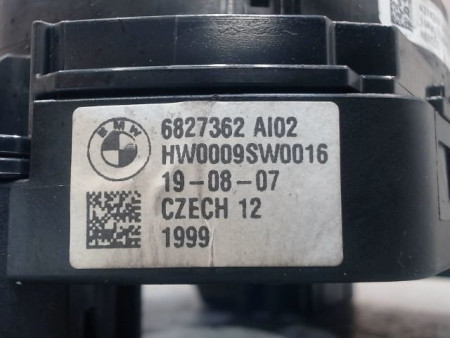 BMW
6827362 AI02
HW0009SW0016
19-08-07
CZECH 12
1999